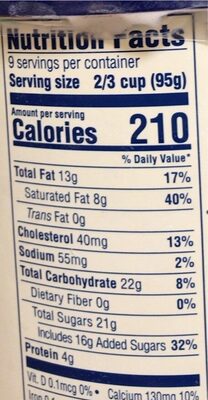 Nutrition Facts
9 servings per container
Serving size 2/3 cup (95g)
Amount per serving
Calories 210
% Daily Value*
Total Fat 13g 17%
Saturated Fat 8g 40%
Trans Fat 0g
Cholesterol 40mg 13%
Sodium 55mg 2%
Total Carbohydrate 22g 8%
Dietary Fiber 0g 0%
Total Sugars 21g
Includes 16g Added Sugars 32%
Protein 4g
Vit. D 0.1mcg 0% • Calcium 130mg 10%